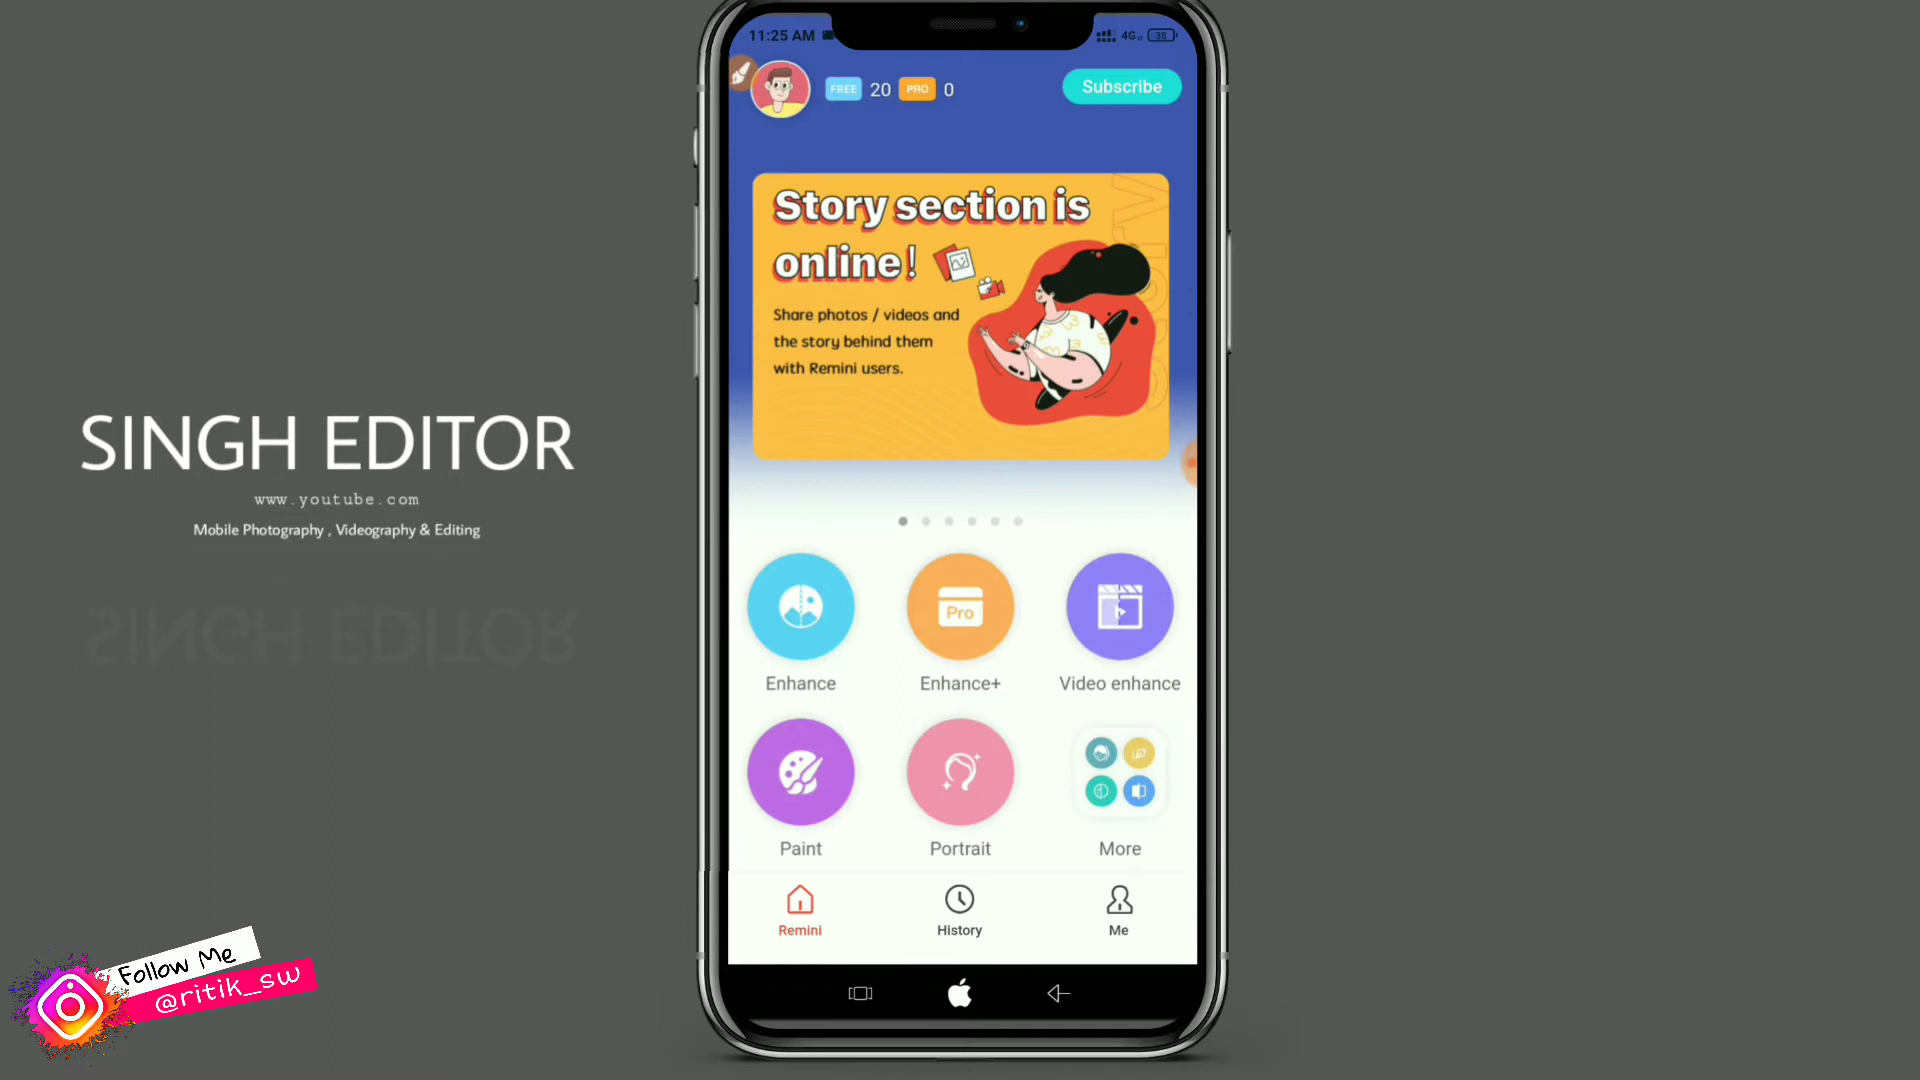 11:25 AM
4G
38
FREE 20 PRO 0
Subscribe
Story section is
online!
Share photos / videos and
the story behind them
with Remini users.
SINGH EDITOR
www.youtube.com
Mobile Photography , Videography & Editing
Pro
Enhance
Enhance+
Video enhance
Paint
Portrait
More
Remini
History
Me
Follow Me
@ritik_sw